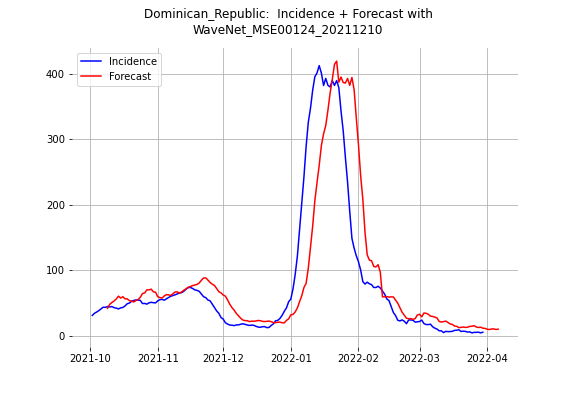 Dominican_Republic:  Incidence + Forecast with
WaveNet_MSE00124_20211210
Incidence
Forecast
400
300
200
100
0
2021-10 2021-11 2021-12 2022-01 2022-02 2022-03 2022-04